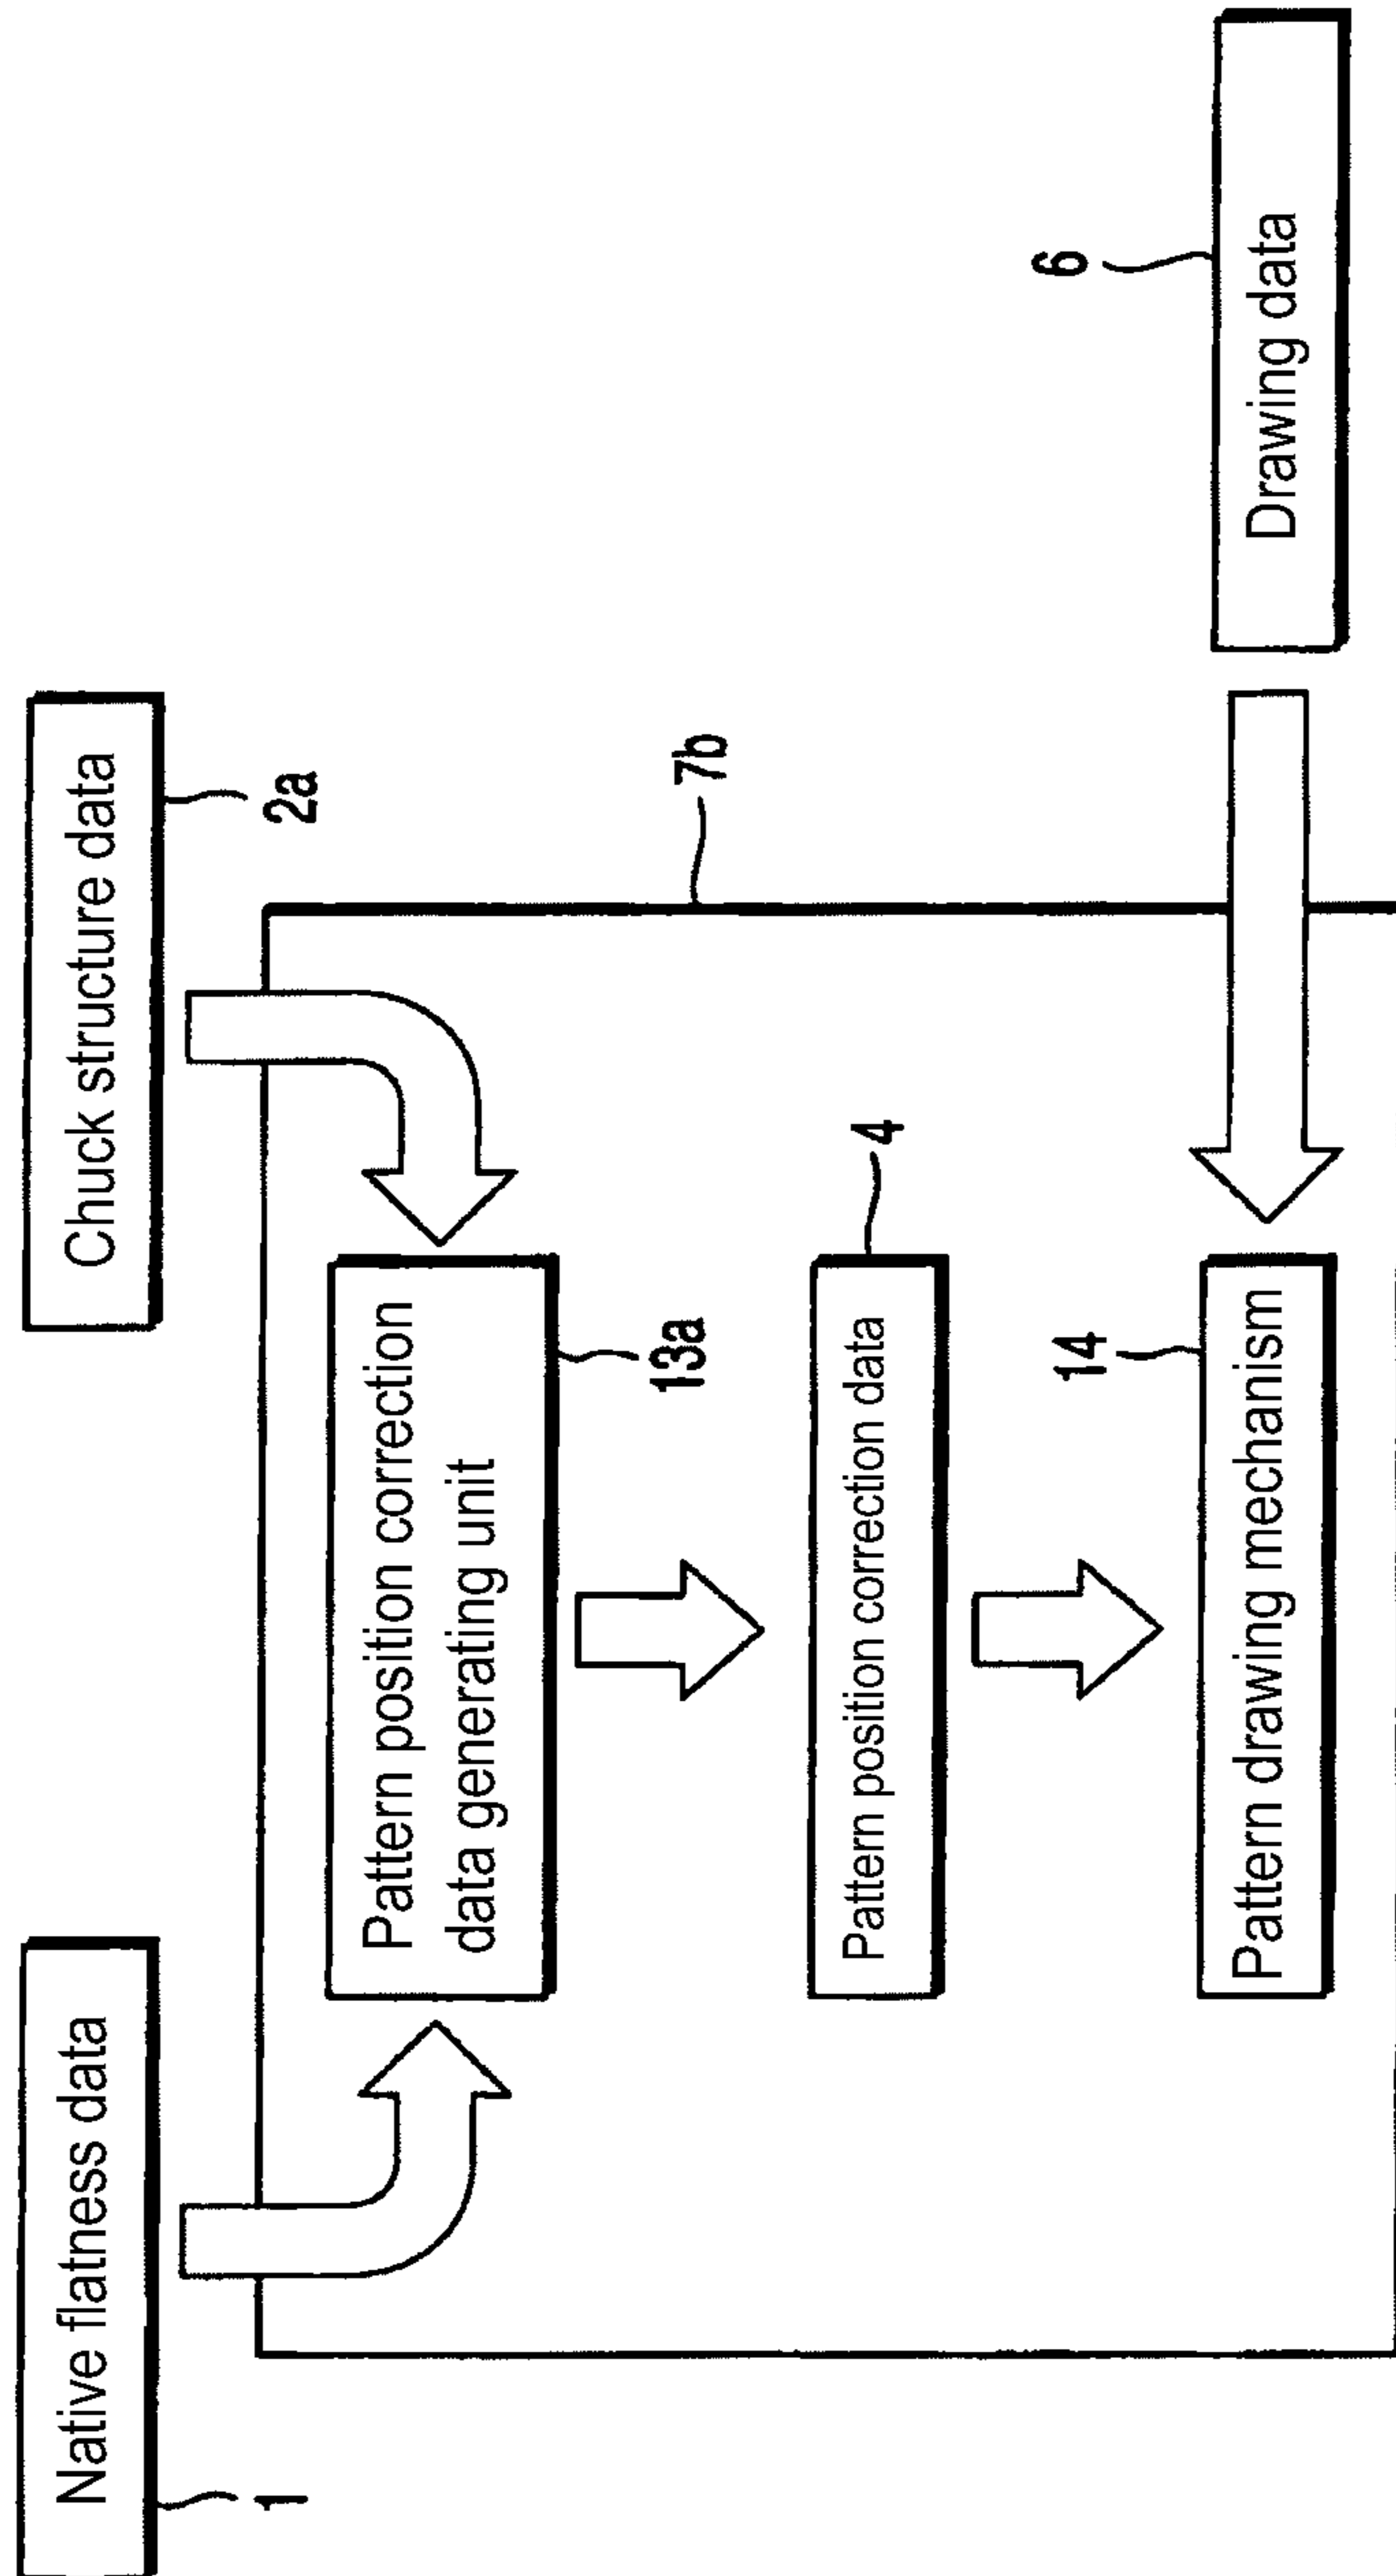 Native flatness data
1
Chuck structure data
2a
7b
Pattern position correction
data generating unit
13a
Pattern position correction data
4
Pattern drawing mechanism
14
Drawing data
6